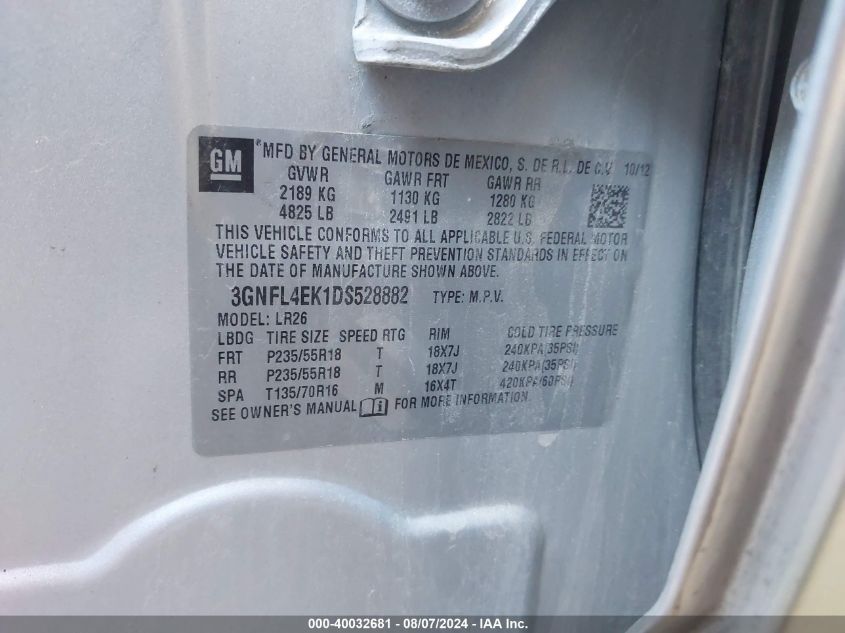 GM ®MFD BY GENERAL MOTORS DE MEXICO, S. DE R.L. DE C.V. 10/12
GVWR GAWR FRT GAWR RR
2189 KG 1130 KG 1280 KG
4825 LB 2491 LB 2822 LB
THIS VEHICLE CONFORMS TO ALL APPLICABLE U.S. FEDERAL MOTOR
VEHICLE SAFETY AND THEFT PREVENTION STANDARDS IN EFFECT ON
THE DATE OF MANUFACTURE SHOWN ABOVE.
3GNFL4EK1DS528882 TYPE: M.P.V.
MODEL: LR26
LBDG TIRE SIZE SPEED RTG RIM COLD TIRE PRESSURE
FRT P235/55R18 T 18X7J 240KPA(35PSI)
RR P235/55R18 T 18X7J 240KPA(35PSI)
SPA T135/70R16 M 16X4T 420KPA(60PSI)
SEE OWNER'S MANUAL i FOR MORE INFORMATION.
000-40032681 - 08/07/2024 - IAA Inc.